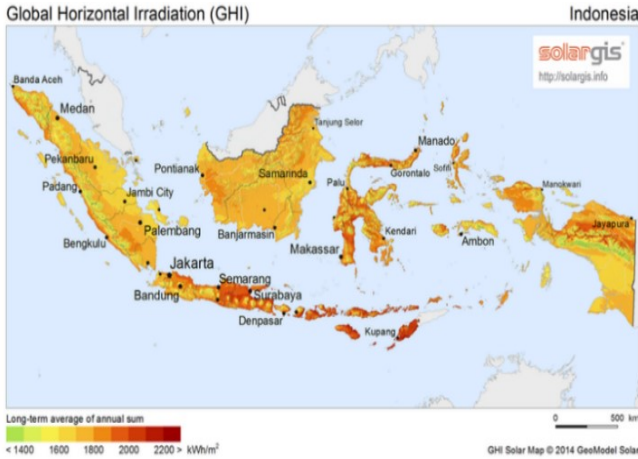 Global Horizontal Irradiation (GHI)
Indonesia
solargis
http://solargis.info
Banda Aceh
Medan
Tanjung Selor
Manado
Pekanbaru
Pontianak
Samarinda
Gorontalo
Sofifi
Manokwari
Padang
Jambi City
Palu
Jayapura
Palembang
Bengkulu
Banjarmasin
Kendari
Ambon
Makassar
Jakarta
Semarang
Bandung
Surabaya
Denpasar
Kupang
Long-term average of annual sum
< 1400 1600 1800 2000 2200 > kWh/m²
0 500 km
GHI Solar Map © 2014 GeoModel Solar